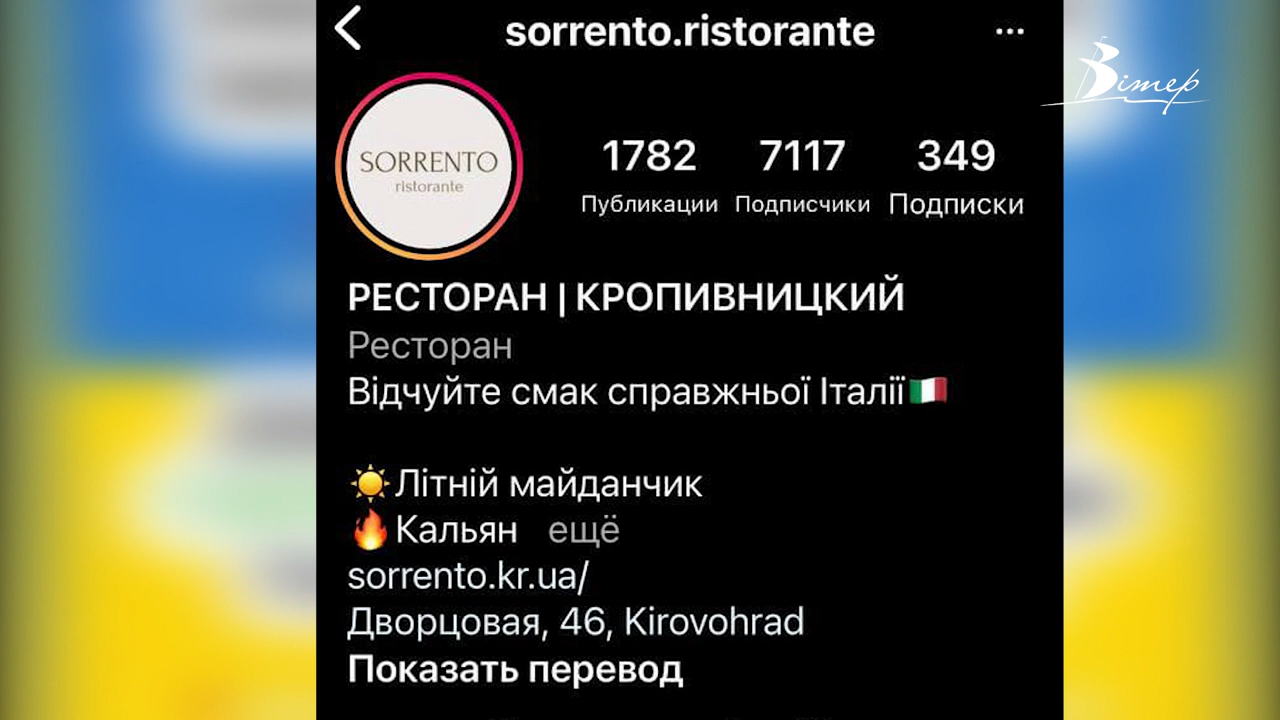 sorrento.ristorante
Вітер
SORRENTO
ristorante
1782 7117 349
Публикации Подписчики Подписки
РЕСТОРАН | КРОПИВНИЦКИЙ
Ресторан
Відчуйте смак справжньої Італії
Літній майданчик
Кальян ещё
sorrento.kr.ua/
Дворцовая, 46, Kirovohrad
Показать перевод